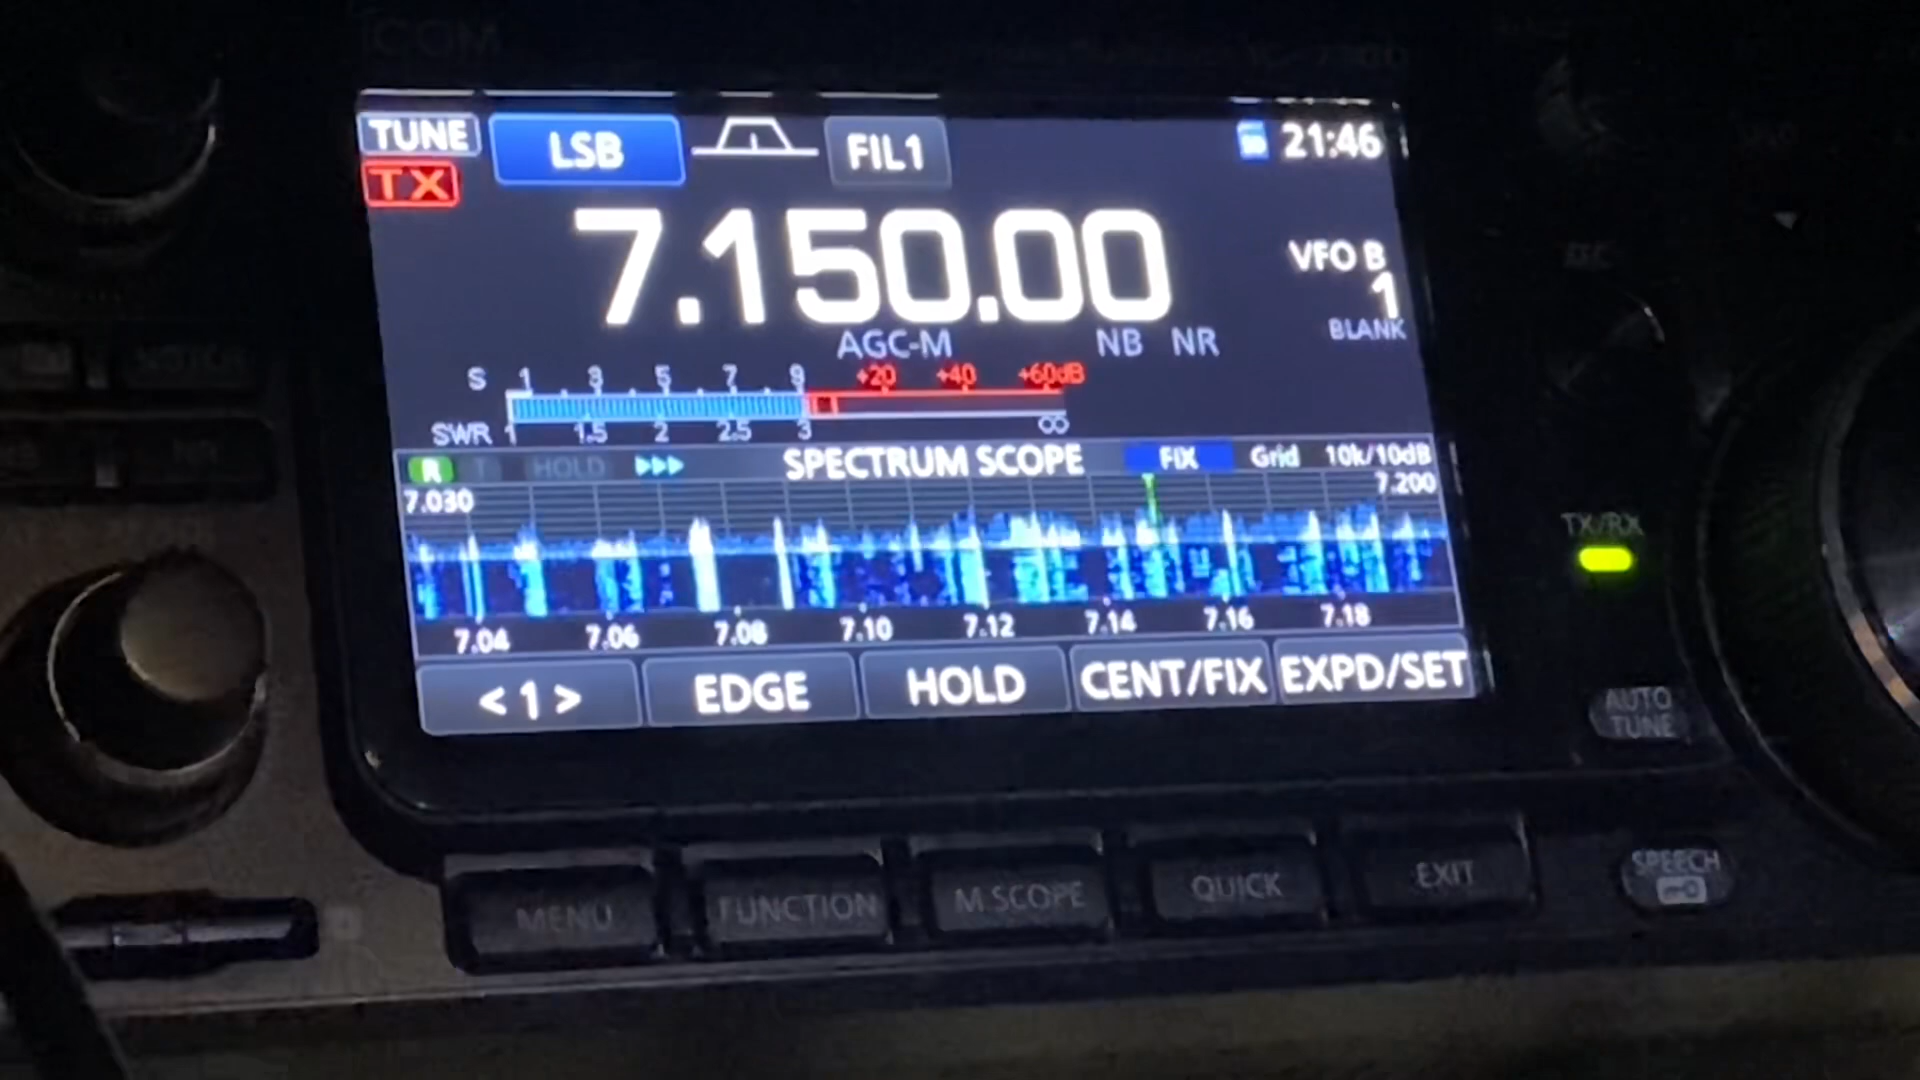 ICOM
TUNE LSB FIL1 21:46
TX
7.150.00
VFO B
1
BLANK
AGC-M NB NR
S 1 3 5 7 9 +20 +40 +60dB
SWR 1 1.5 2 2.5 3 ∞
R T HOLD SPECTRUM SCOPE FIX Grid 10k/10dB
7.030 7.200
7.04 7.06 7.08 7.10 7.12 7.14 7.16 7.18
< 1 > EDGE HOLD CENT/FIX EXPD/SET
TX/RX
AUTO
TUNE
MENU FUNCTION M.SCOPE QUICK EXIT
SPEECH